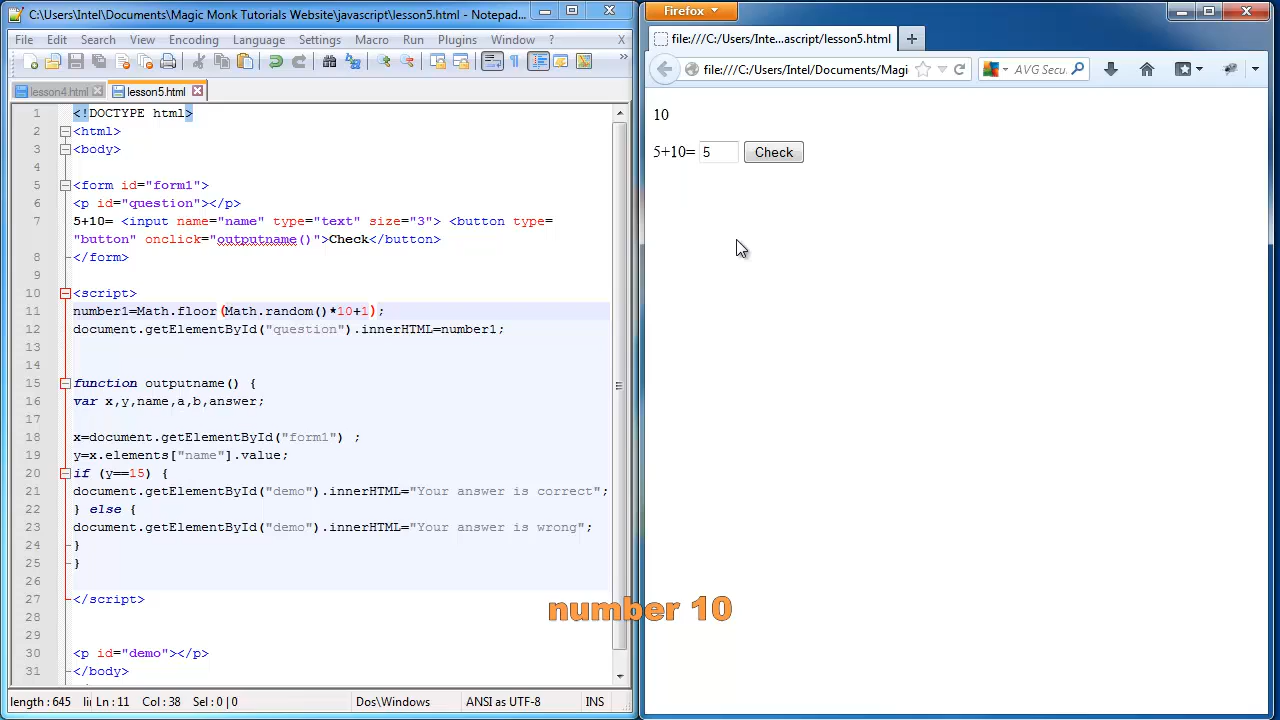 C:\Users\Intel\Documents\Magic Monk Tutorials Website\javascript\lesson5.html - Notepad...
File Edit Search View Encoding Language Settings Macro Run Plugins Window ? X
lesson4.html lesson5.html
1 <!DOCTYPE html>
2 <html>
3 <body>
4
5 <form id="form1">
6 <p id="question"></p>
7 5+10= <input name="name" type="text" size="3"> <button type=
"button" onclick="outputname()">Check</button>
8 </form>
9
10 <script>
11 number1=Math.floor(Math.random()*10+1);
12 document.getElementById("question").innerHTML=number1;
13
14
15 function outputname() {
16 var x,y,name,a,b,answer;
17
18 x=document.getElementById("form1") ;
19 y=x.elements["name"].value;
20 if (y==15) {
21 document.getElementById("demo").innerHTML="Your answer is correct";
22 } else {
23 document.getElementById("demo").innerHTML="Your answer is wrong";
24 }
25 }
26
27 </script>
28
29
30 <p id="demo"></p>
31 </body>
length : 645 li Ln : 11 Col : 38 Sel : 0 | 0 Dos\Windows ANSI as UTF-8 INS
Firefox
file:///C:/Users/Inte...ascript/lesson5.html
file:///C:/Users/Intel/Documents/Magi AVG Secu
10
5+10= 5 Check
number 10